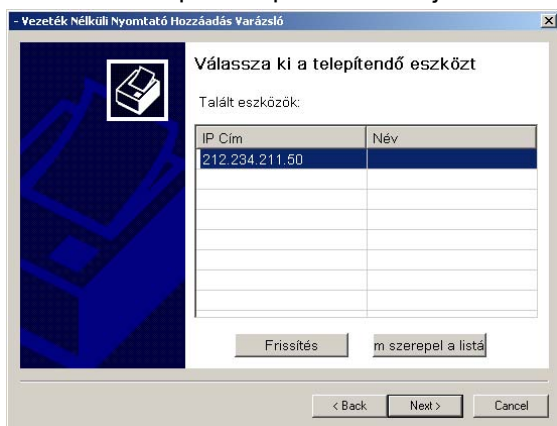 - Vezeték Nélküli Nyomtató Hozzáadás Varázsló
Válassza ki a telepítendő eszközt
Talált eszközök:
IP Cím Név
212.234.211.50
Frissítés m szerepel a listá
< Back Next > Cancel